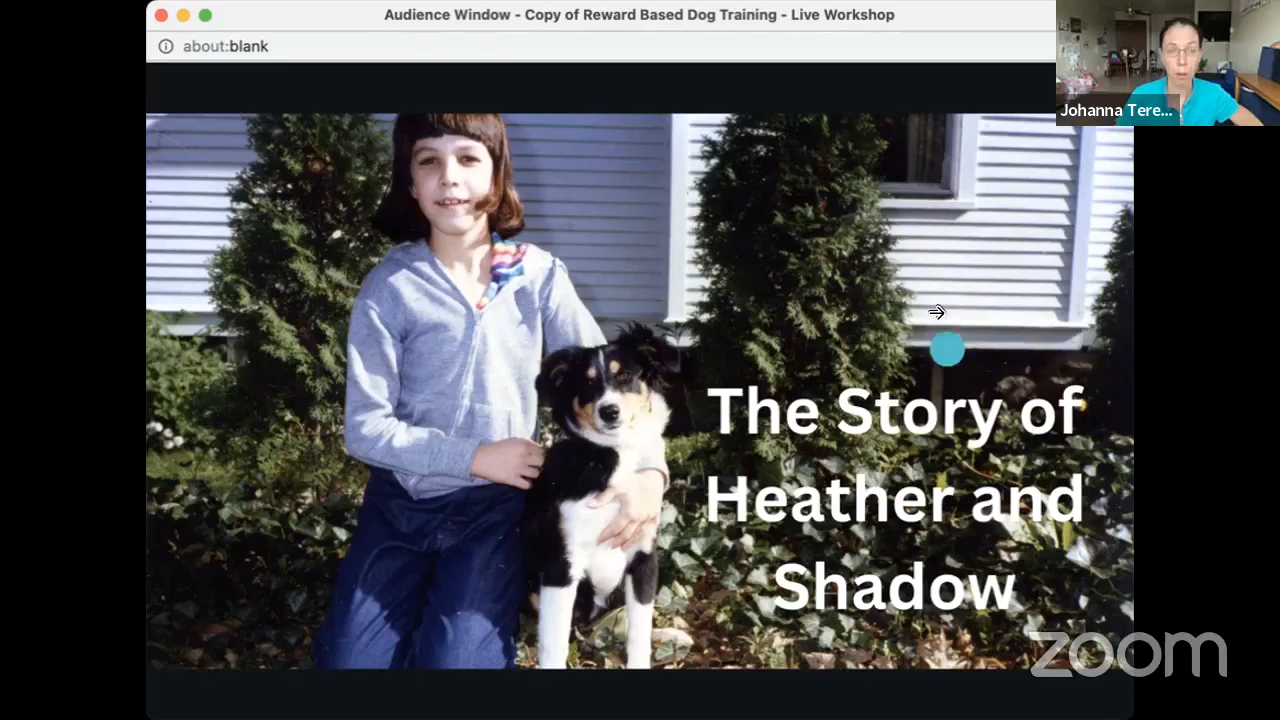 Audience Window - Copy of Reward Based Dog Training - Live Workshop
about:blank
Johanna Tere...
The Story of
Heather and
Shadow
zoom